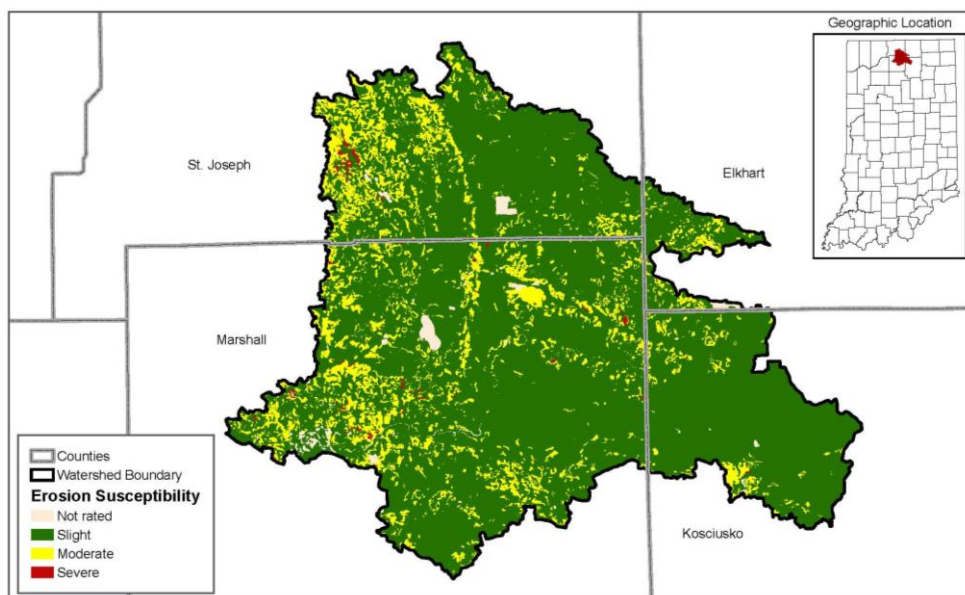 Geographic Location
St. Joseph
Elkhart
Marshall
Kosciusko
Counties
Watershed Boundary
Erosion Susceptibility
Not rated
Slight
Moderate
Severe